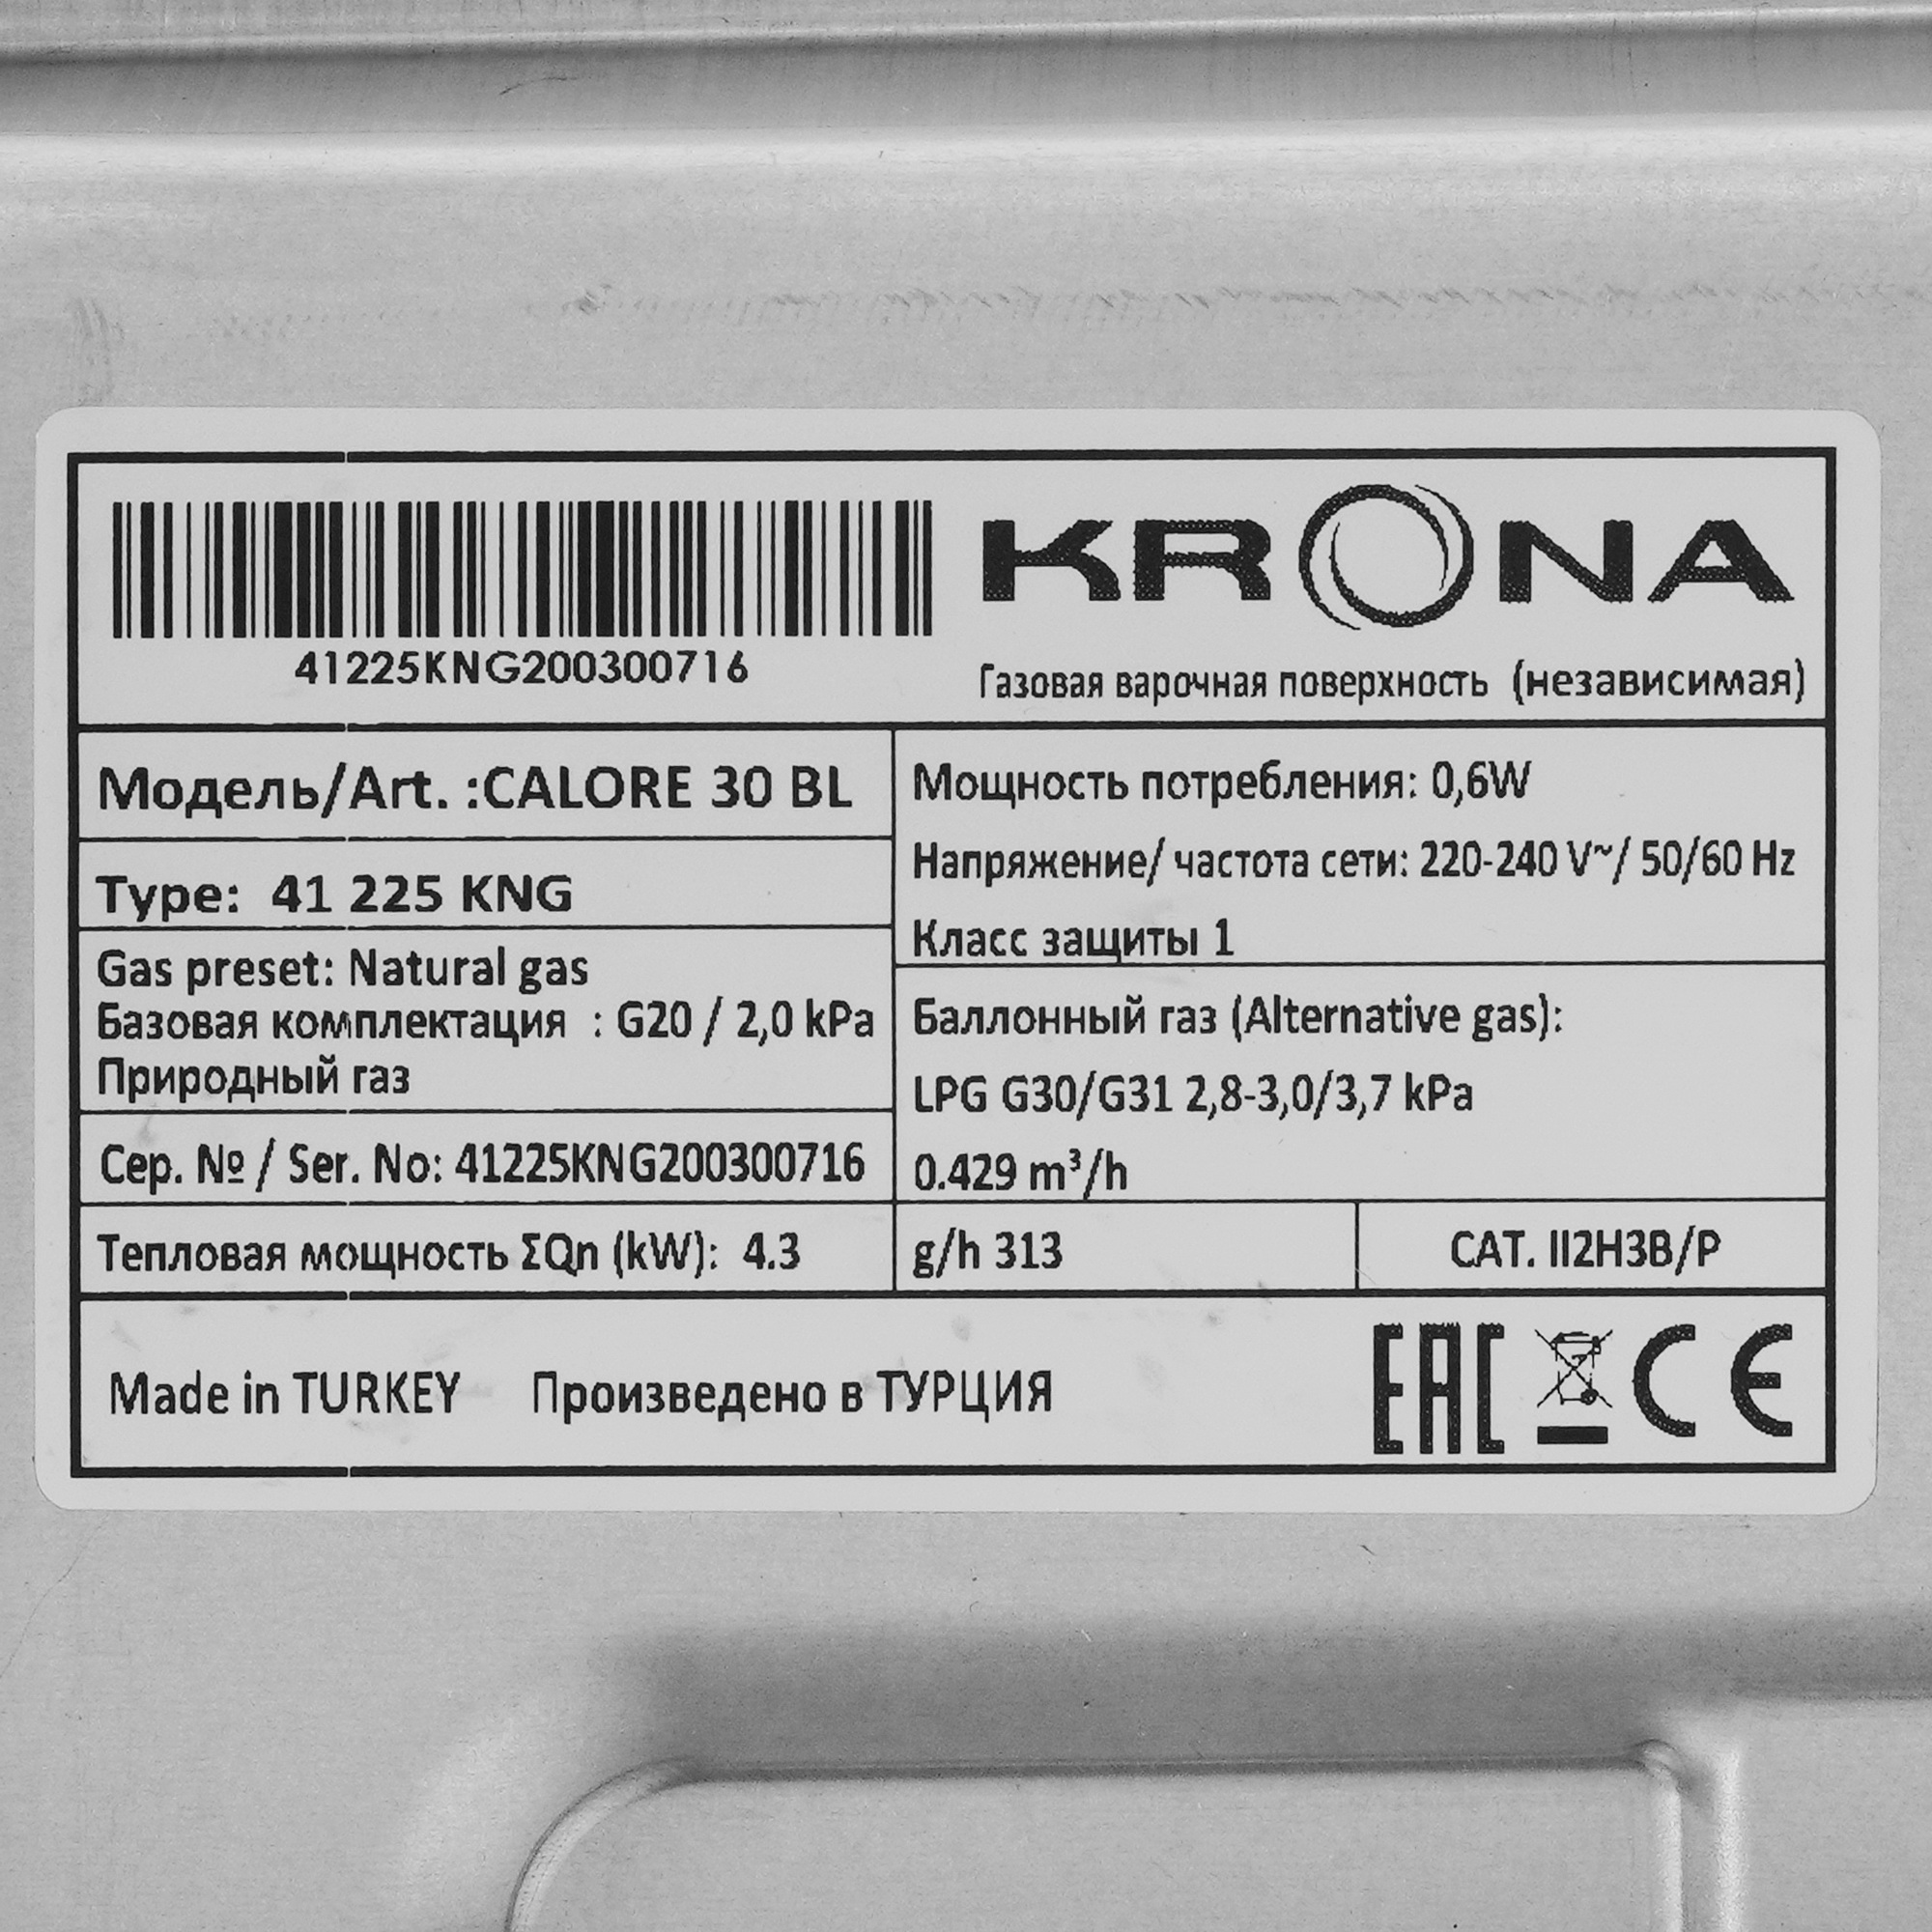 41225KNG200300716
KRONA
Газовая варочная поверхность (независимая)
Модель/Art. :CALORE 30 BL
Type: 41 225 KNG
Gas preset: Natural gas
Базовая комплектация : G20 / 2,0 kPa
Природный газ
Сер. № / Ser. No: 41225KNG200300716
Тепловая мощность ΣQn (kW): 4.3
Мощность потребления: 0,6W
Напряжение/ частота сети: 220-240 V~/ 50/60 Hz
Класс защиты 1
Баллонный газ (Alternative gas):
LPG G30/G31 2,8-3,0/3,7 kPa
0.429 m³/h
g/h 313
CAT. II2H3B/P
Made in TURKEY Произведено в ТУРЦИЯ
EAC CE